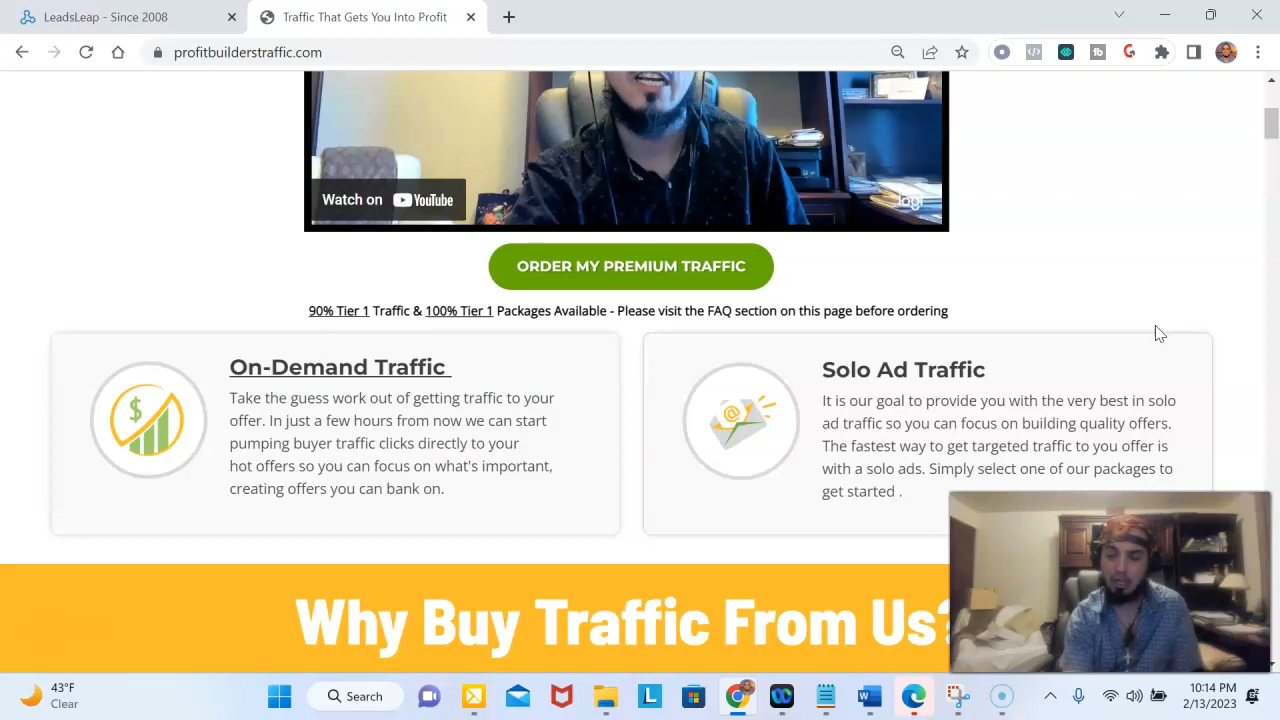 LeadsLeap - Since 2008
Traffic That Gets You Into Profit
profitbuilderstraffic.com
Watch on YouTube
logi
ORDER MY PREMIUM TRAFFIC
90% Tier 1 Traffic & 100% Tier 1 Packages Available - Please visit the FAQ section on this page before ordering
On-Demand Traffic
Take the guess work out of getting traffic to your
offer. In just a few hours from now we can start
pumping buyer traffic clicks directly to your
hot offers so you can focus on what's important,
creating offers you can bank on.
Solo Ad Traffic
It is our goal to provide you with the very best in solo
ad traffic so you can focus on building quality offers.
The fastest way to get targeted traffic to you offer is
with a solo ads. Simply select one of our packages to
get started .
Why Buy Traffic From Us?
43°F
Clear
Search
10:14 PM
2/13/2023